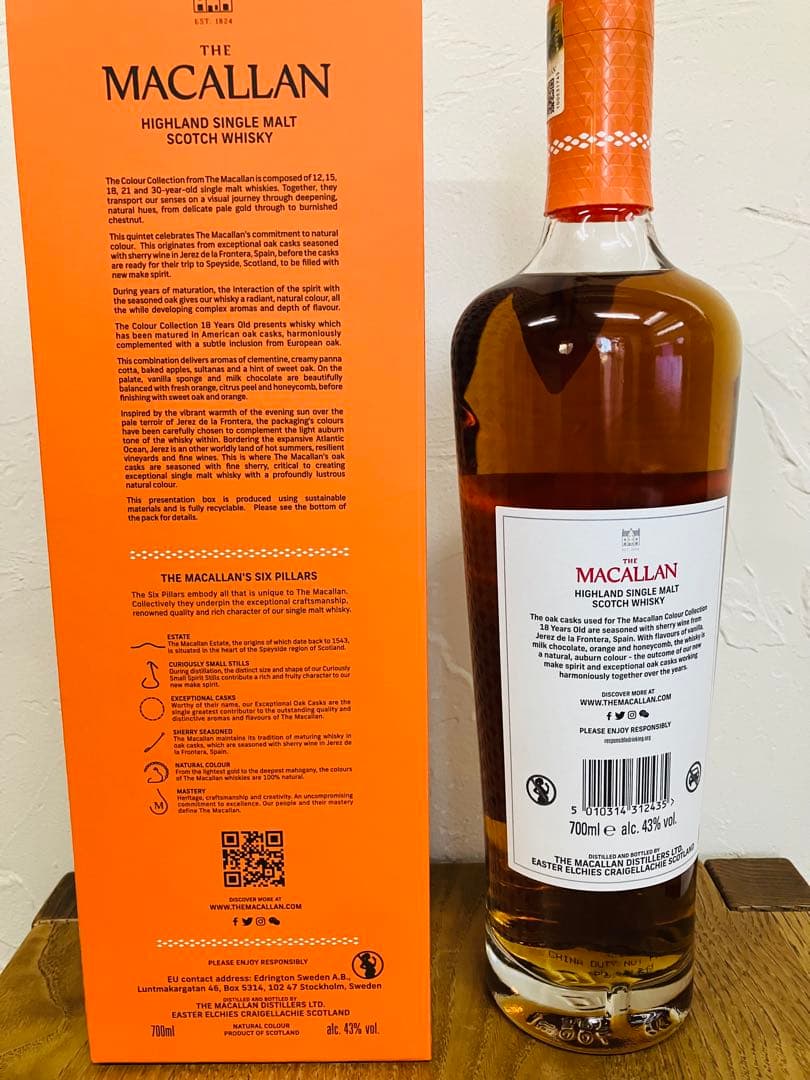 EST. 1824
THE
MACALLAN
HIGHLAND SINGLE MALT
SCOTCH WHISKY
The Colour Collection from The Macallan is composed of 12, 15,
18, 21 and 30-year-old single malt whiskies. Together, they
transport our senses on a visual journey through deepening,
natural hues, from delicate pale gold through to burnished
chestnut.
This quintet celebrates The Macallan's commitment to natural
colour. This originates from exceptional oak casks seasoned
with sherry wine in Jerez de la Frontera, Spain, before the casks
are ready for their trip to Speyside, Scotland, to be filled with
new make spirit.
During years of maturation, the interaction of the spirit with
the seasoned oak gives our whisky a radiant, natural colour, all
the while developing complex aromas and depth of flavour.
The Colour Collection 18 Years Old presents whisky which
has been matured in American oak casks, harmoniously
complemented with a subtle inclusion from European oak.
This combination delivers aromas of clementine, creamy panna
cotta, baked apples, sultanas and a hint of sweet oak. On the
palate, vanilla sponge and milk chocolate are beautifully
balanced with fresh orange, citrus peel and honeycomb, before
finishing with sweet oak and orange.
Inspired by the vibrant warmth of the evening sun over the
pale terroir of Jerez de la Frontera, the packaging's colours
have been carefully chosen to complement the light auburn
tone of the whisky within. Bordering the expansive Atlantic
Ocean, Jerez is an other worldly land of hot summers, resilient
vineyards and fine wines. This is where The Macallan's oak
casks are seasoned with fine sherry, critical to creating
exceptional single malt whisky with a profoundly lustrous
natural colour.
This presentation box is produced using sustainable
materials and is fully recyclable. Please see the bottom of
the pack for details.
THE MACALLAN'S SIX PILLARS
The Six Pillars embody all that is unique to The Macallan.
Collectively they underpin the exceptional craftsmanship,
renowned quality and rich character of our single malt whisky.
ESTATE
The Macallan Estate, the origins of which date back to 1543,
is situated in the heart of the Speyside region of Scotland.
CURIOUSLY SMALL STILLS
During distillation, the distinct size and shape of our Curiously
Small Spirit Stills contribute a rich and fruity character to our
new make spirit.
EXCEPTIONAL CASKS
Worthy of their name, our Exceptional Oak Casks are the
single greatest contributor to the outstanding quality and
distinctive aromas and flavours of The Macallan.
SHERRY SEASONED
The Macallan maintains its tradition of maturing whisky in
oak casks, which are seasoned with sherry wine in Jerez de
la Frontera, Spain.
NATURAL COLOUR
From the lightest gold to the deepest mahogany, the colours
of The Macallan whiskies are 100% natural.
MASTERY
Heritage, craftsmanship and creativity. An uncompromising
commitment to excellence. Our people and their mastery
define The Macallan.
M
DISCOVER MORE AT
WWW.THEMACALLAN.COM
PLEASE ENJOY RESPONSIBLY
EU contact address: Edrington Sweden A.B.,
Luntmakargatan 46, Box 5314, 102 47 Stockholm, Sweden
DISTILLED AND BOTTLED BY
THE MACALLAN DISTILLERS LTD.
EASTER ELCHIES CRAIGELLACHIE SCOTLAND
700ml
NATURAL COLOUR
PRODUCT OF SCOTLAND
alc. 43% vol.
THE
MACALLAN
HIGHLAND SINGLE MALT
SCOTCH WHISKY
The oak casks used for The Macallan Colour Collection
18 Years Old are seasoned with sherry wine from
Jerez de la Frontera, Spain. With flavours of vanilla,
milk chocolate, orange and honeycomb, the whisky is
a natural, auburn colour - the outcome of our new
make spirit and exceptional oak casks working
harmoniously together over the years.
DISCOVER MORE AT
WWW.THEMACALLAN.COM
PLEASE ENJOY RESPONSIBLY
responsibledrinking.org
5 010314 312435 >
700ml e alc. 43% vol.
DISTILLED AND BOTTLED BY
THE MACALLAN DISTILLERS LTD.
EASTER ELCHIES CRAIGELLACHIE SCOTLAND
CHINA DUTY NOT